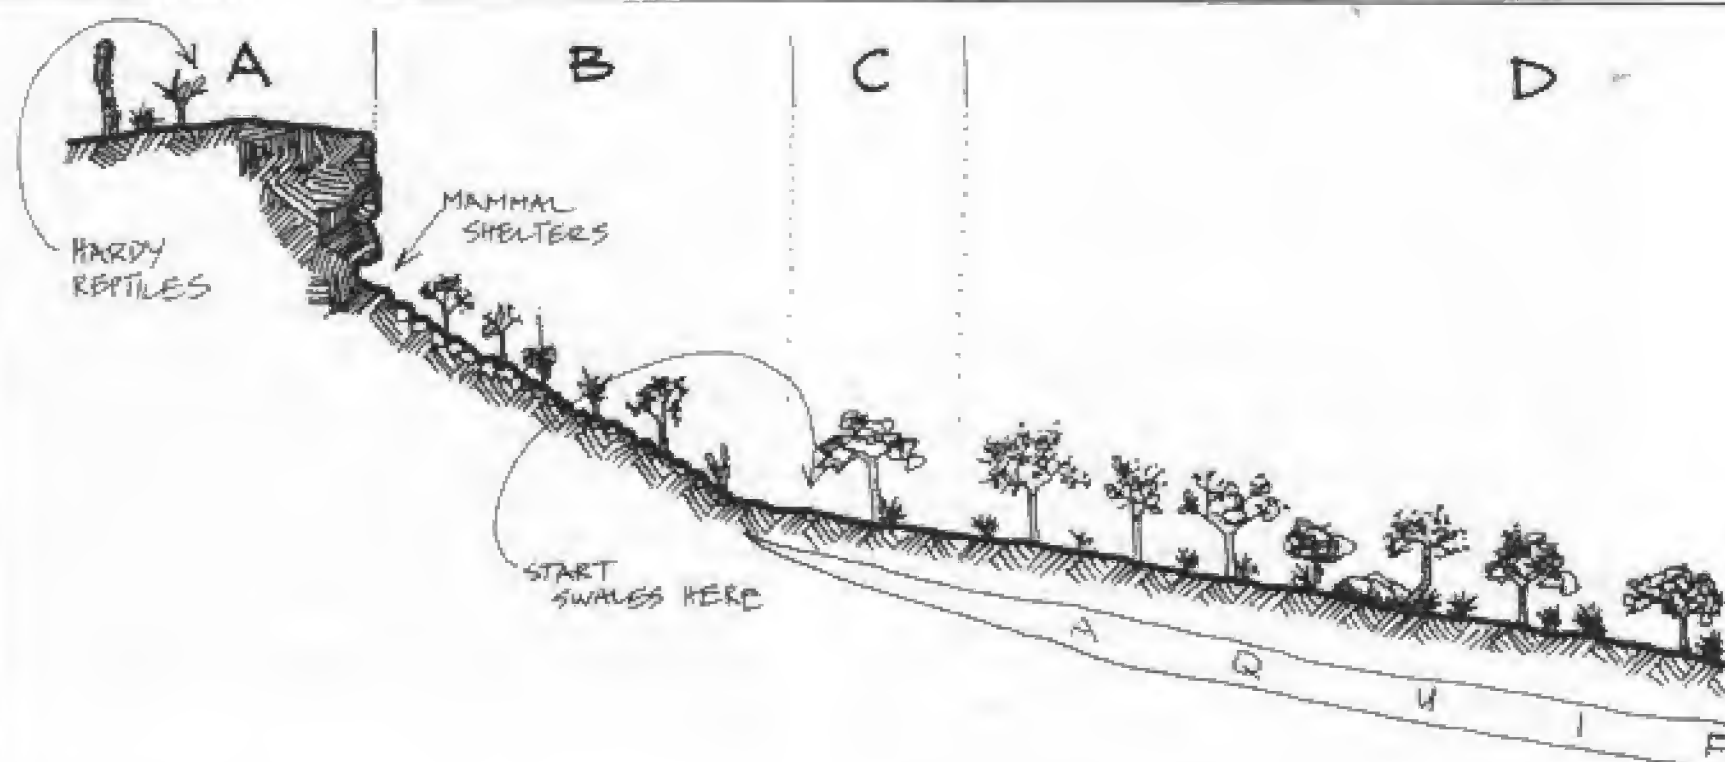 A
B
C
D
HARDY
REPTILES
MAMMAL
SHELTERS
START
SWALES HERE
A Q U I